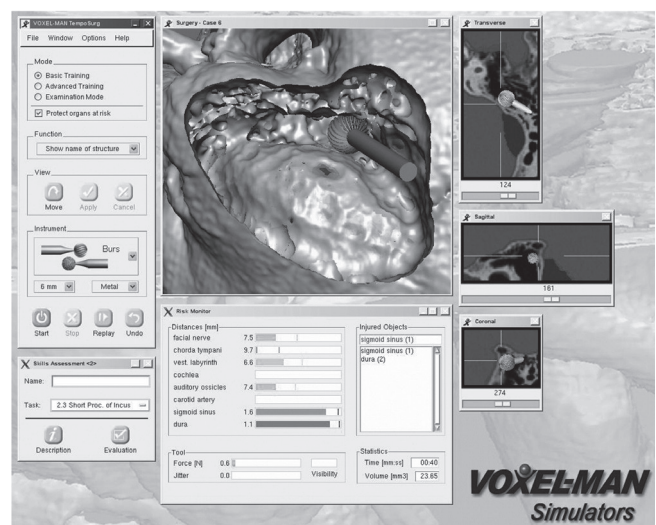 VOXEL-MAN TempoSurg
File Window Options Help
Mode
Basic Training
Advanced Training
Examination Mode
Protect organs at risk
Function
Show name of structure
View
Move Apply Cancel
Instrument
Burs
6 mm Metal
Start Stop Replay Undo
Skills Assessment <2>
Name:
Task: 2.3 Short Proc. of Incus
Description Evaluation
Surgery - Case 6
Risk Monitor
Distances [mm]
facial nerve 7.5
chorda tympani 9.7
vest. labyrinth 6.6
cochlea
auditory ossicles 7.4
carotid artery
sigmoid sinus 1.6
dura 1.1
Injured Objects
sigmoid sinus (1)
sigmoid sinus (1)
dura (2)
Tool
Force [N] 0.6
Jitter 0.0 Visibility
Statistics
Time [mm:ss] 00:40
Volume [mm3] 23.65
Transverse
124
Sagittal
181
Coronal
274
VOXEL-MAN
Simulators